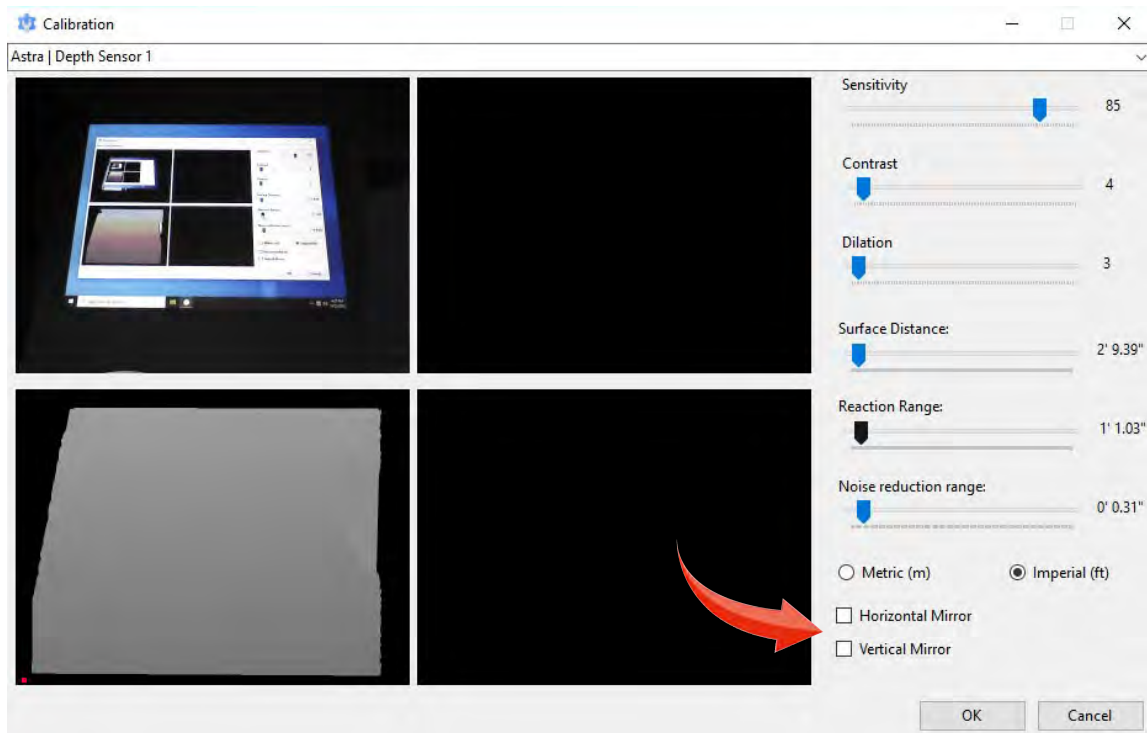 Calibration
Astra | Depth Sensor 1
Sensitivity
85
Contrast
4
Dilation
3
Surface Distance:
2' 9.39"
Reaction Range:
1' 1.03"
Noise reduction range:
0' 0.31"
Metric (m) Imperial (ft)
Horizontal Mirror
Vertical Mirror
OK Cancel